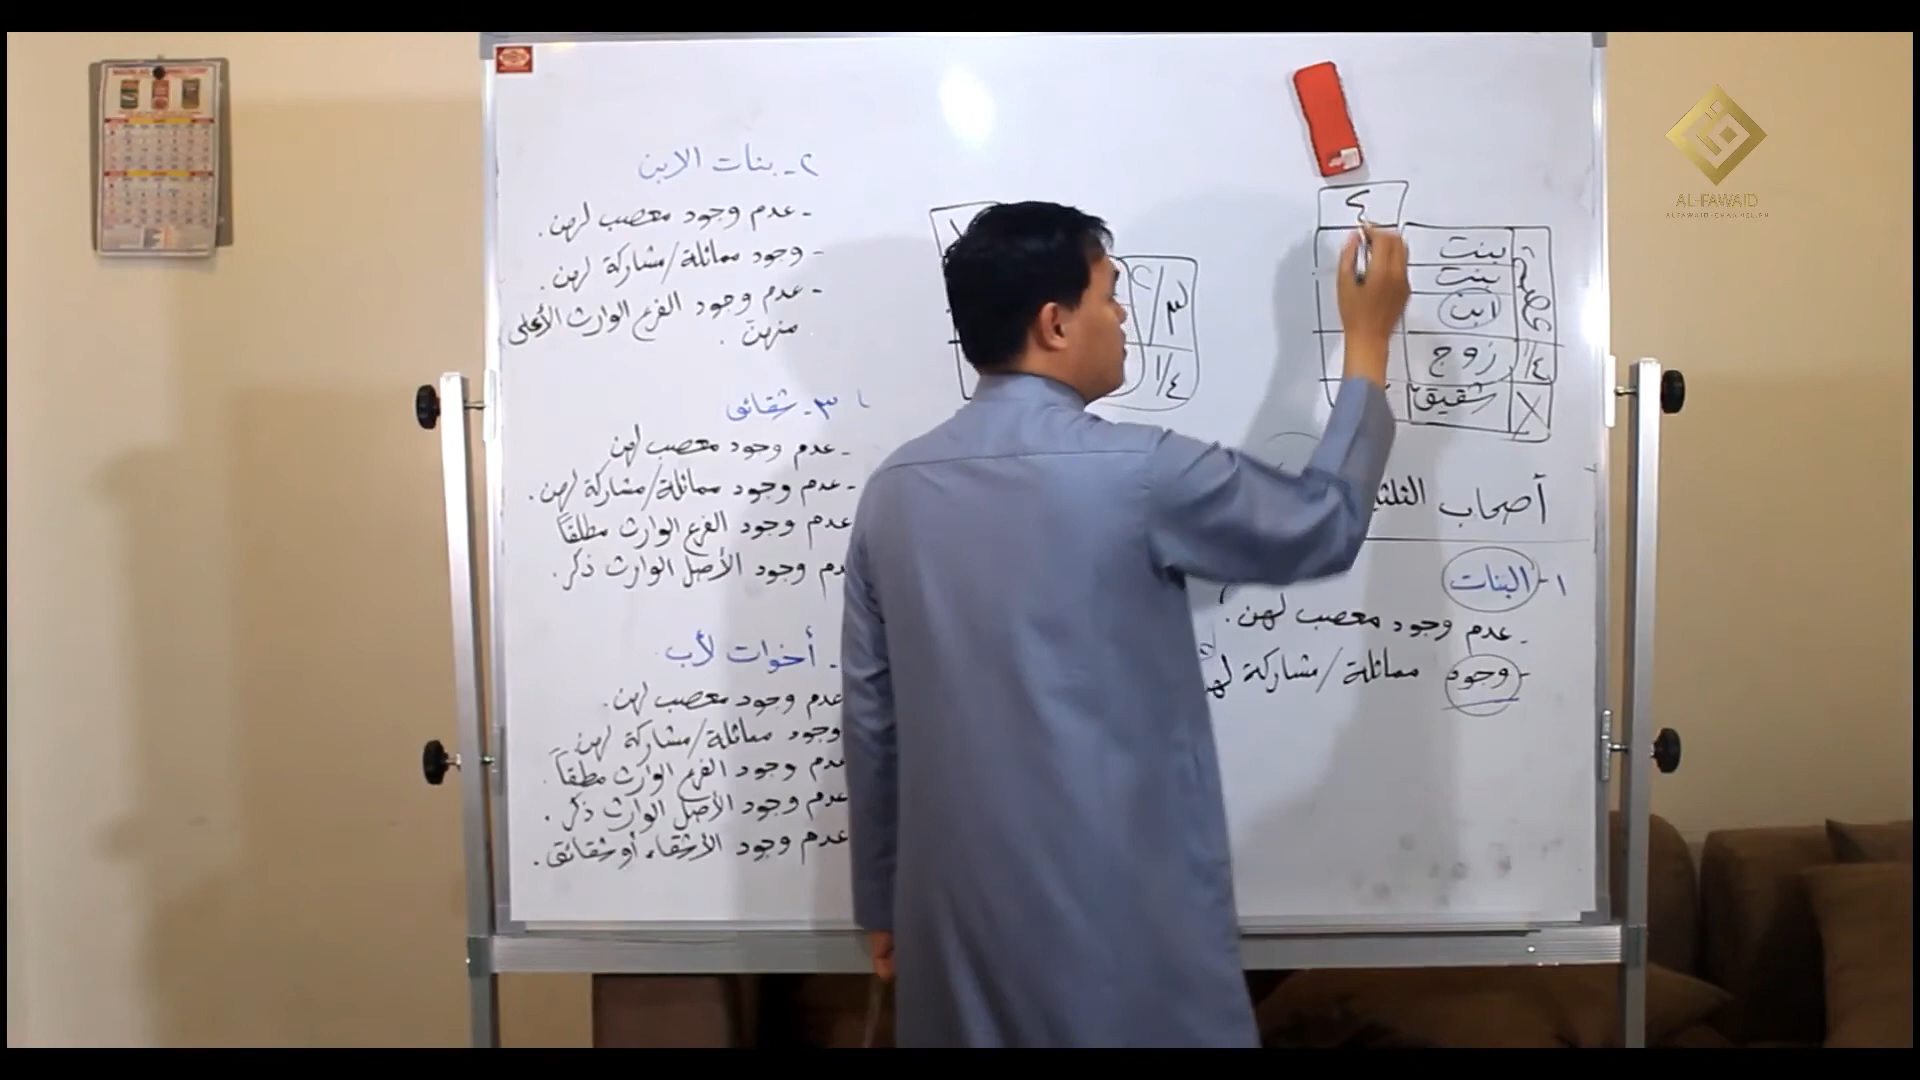 AL-FAWAID
٤
بنت
بنت
ابن
عصبة
زوج
١/٤
شقيق
X
٢/٣
١/٤
أصحاب
١- البنات
- عدم وجود معصب لهن.
- وجود مماثلة/مشاركة
٢- بنات الابن
- عدم وجود معصب لهن.
- وجود مماثلة/مشاركة لهن.
- عدم وجود الفرع الوارث الأعلى
منهن.
٣- شقائق
- عدم وجود معصب لهن
- عدم وجود مماثلة/مشاركة لهن.
عدم وجود الفرع الوارث مطلقاً
وجود الأصل الوارث ذكر.
أخوات لأب
عدم وجود معصب لهن.
وجود مماثلة/مشاركة لهن
عدم وجود الفرع الوارث مطلقاً.
عدم وجود الأصل الوارث ذكر.
عدم وجود الأشقاء أو شقائق.